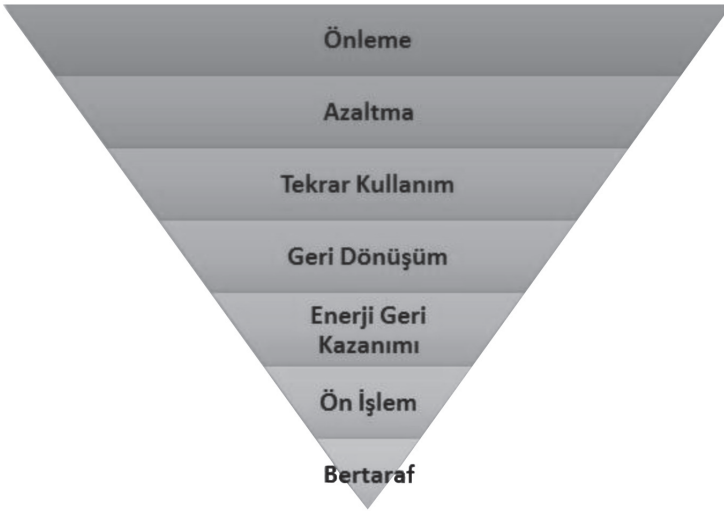 Önleme
Azaltma
Tekrar Kullanım
Geri Dönüşüm
Enerji Geri
Kazanımı
Ön İşlem
Bertaraf